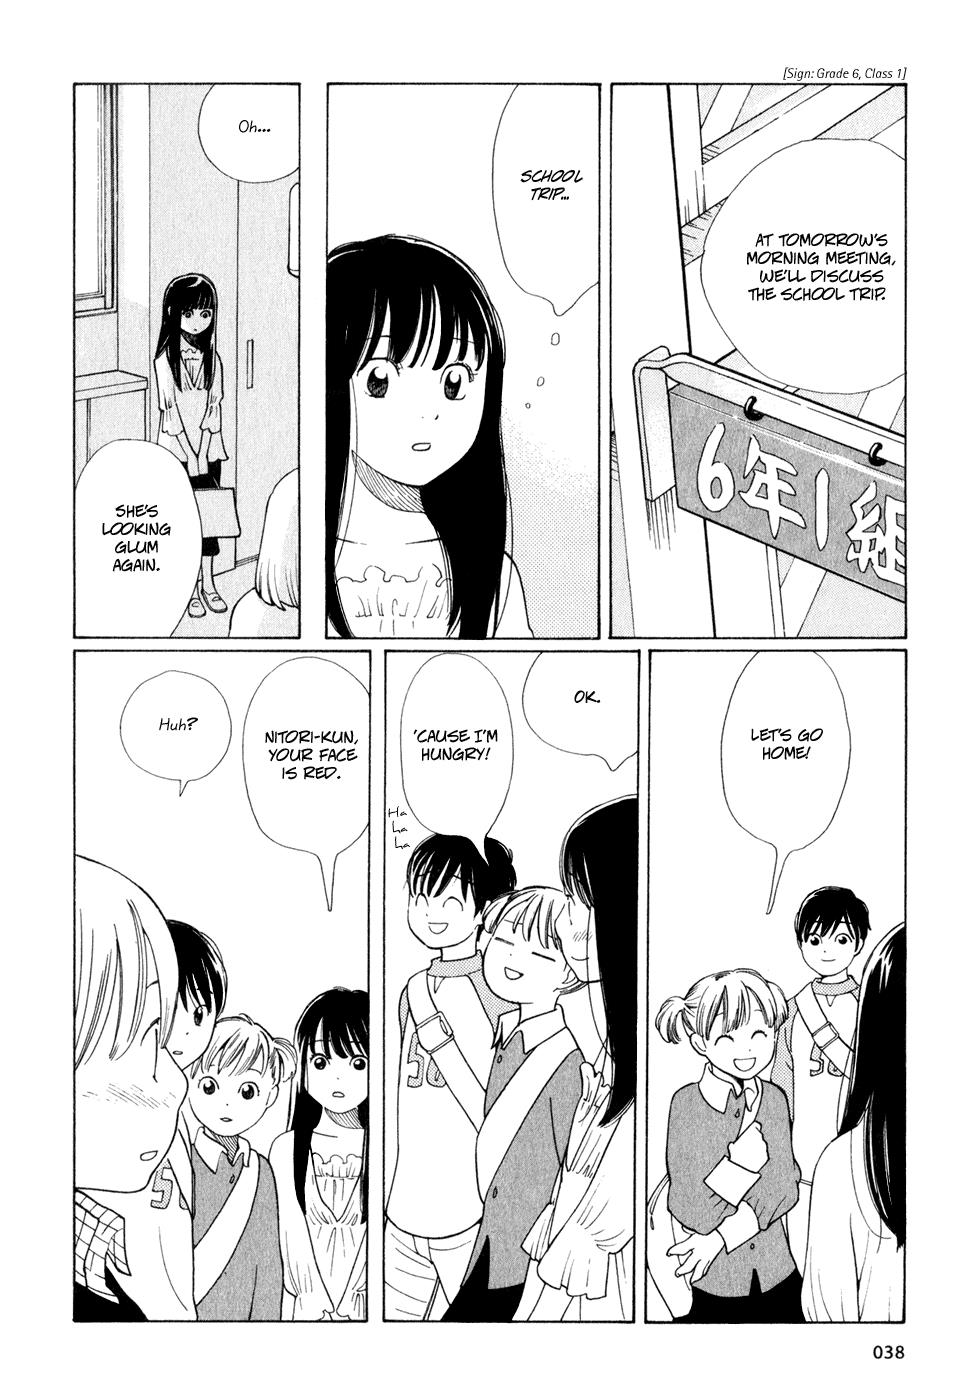 [Sign: Grade 6, Class 1]
AT TOMORROW'S
MORNING MEETING,
WE'LL DISCUSS
THE SCHOOL TRIP.
6年1組
SCHOOL
TRIP...
Oh...
SHE'S
LOOKING
GLUM
AGAIN.
LET'S GO
HOME!
OK.
'CAUSE I'M
HUNGRY!
Ha
ha
ha
NITORI-KUN,
YOUR FACE
IS RED.
Huh?
038